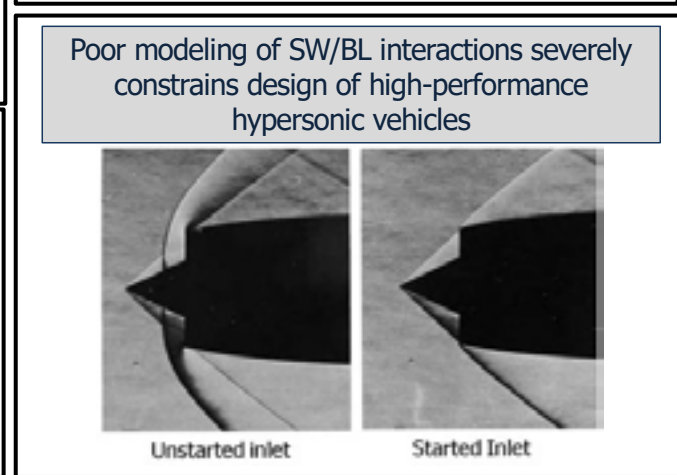 Poor modeling of SW/BL interactions severely
constrains design of high-performance
hypersonic vehicles
Unstarted inlet
Started Inlet